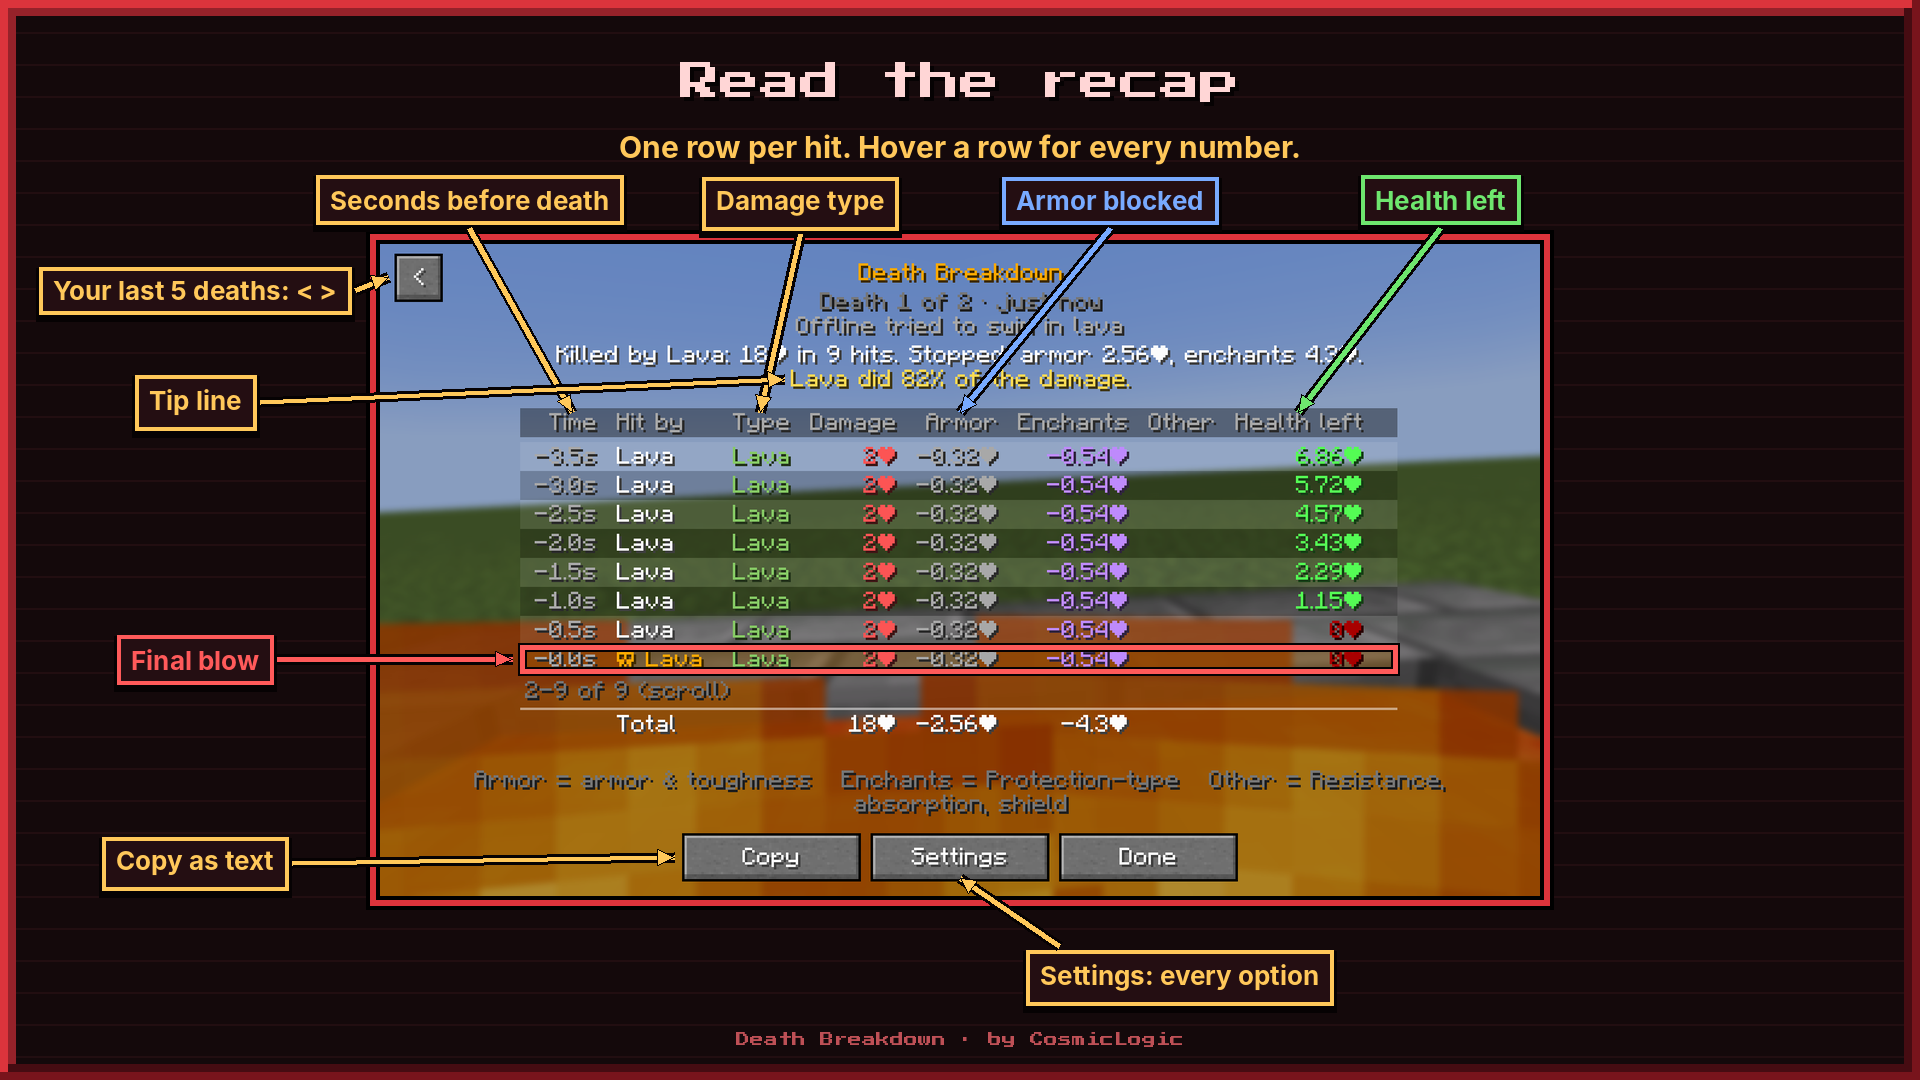 Read the recap
One row per hit. Hover a row for every number.
Seconds before death
Damage type
Armor blocked
Health left
Your last 5 deaths: < >
<
Death Breakdown
Death 1 of 2 · just now
Offline tried to swim in lava
Killed by Lava: 18♥ in 9 hits. Stopped: armor 2.56♥, enchants 4.3♥.
Tip line
Lava did 82% of the damage.
Time Hit by Type Damage Armor Enchants Other Health left
-3.5s Lava Lava 2♥ -0.32♥ -0.54♥ 6.86♥
-3.0s Lava Lava 2♥ -0.32♥ -0.54♥ 5.72♥
-2.5s Lava Lava 2♥ -0.32♥ -0.54♥ 4.57♥
-2.0s Lava Lava 2♥ -0.32♥ -0.54♥ 3.43♥
-1.5s Lava Lava 2♥ -0.32♥ -0.54♥ 2.29♥
-1.0s Lava Lava 2♥ -0.32♥ -0.54♥ 1.15♥
-0.5s Lava Lava 2♥ -0.32♥ -0.54♥ 0♥
Final blow
-0.0s ☠ Lava Lava 2♥ -0.32♥ -0.54♥ 0♥
2-9 of 9 (scroll)
Total 18♥ -2.56♥ -4.3♥
Armor = armor & toughness Enchants = Protection-type Other = Resistance,
absorption, shield
Copy as text
Copy
Settings
Done
Settings: every option
Death Breakdown · by CosmicLogic